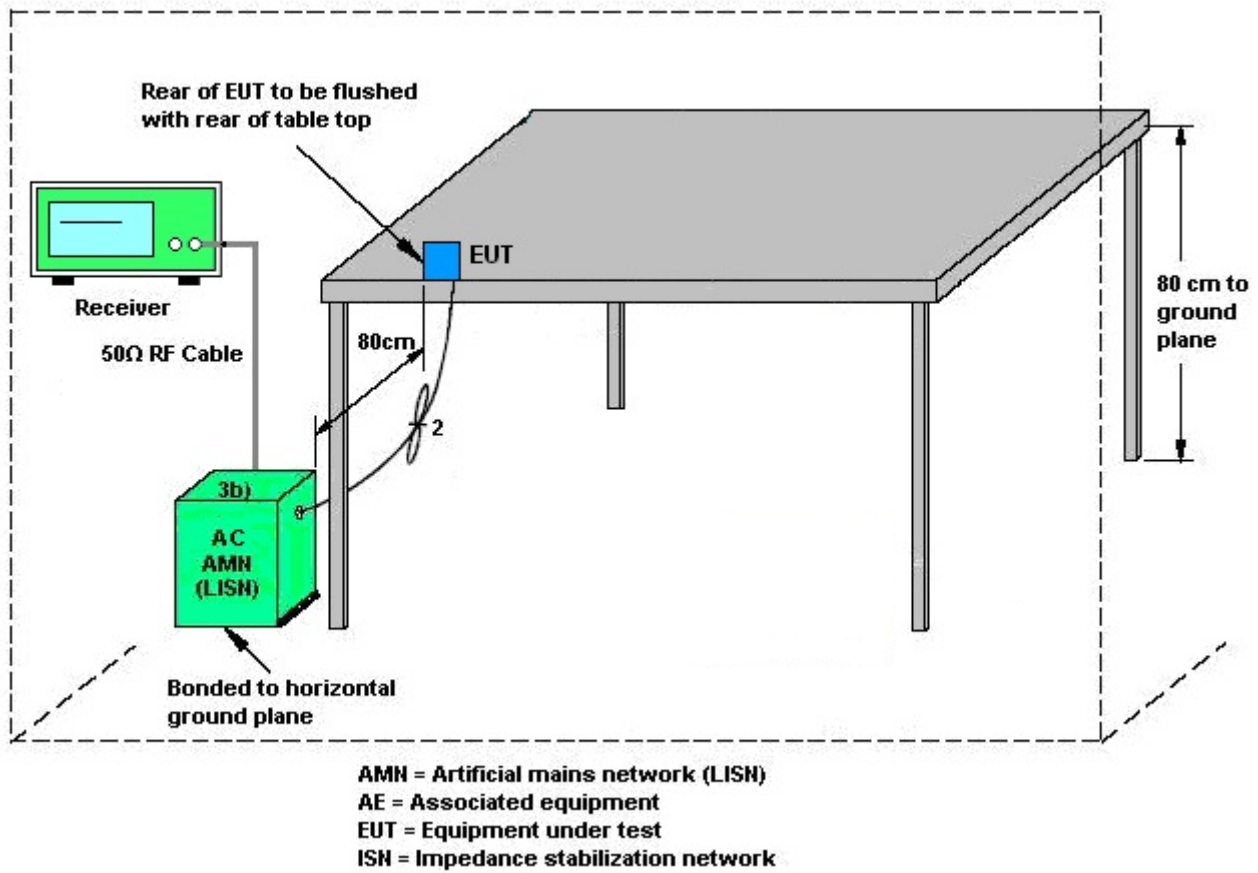 Rear of EUT to be flushed
with rear of table top
EUT
Receiver
50Ω RF Cable
80cm
80 cm to
ground
plane
2
3b)
AC
AMN
(LISN)
Bonded to horizontal
ground plane
AMN = Artificial mains network (LISN)
AE = Associated equipment
EUT = Equipment under test
ISN = Impedance stabilization network